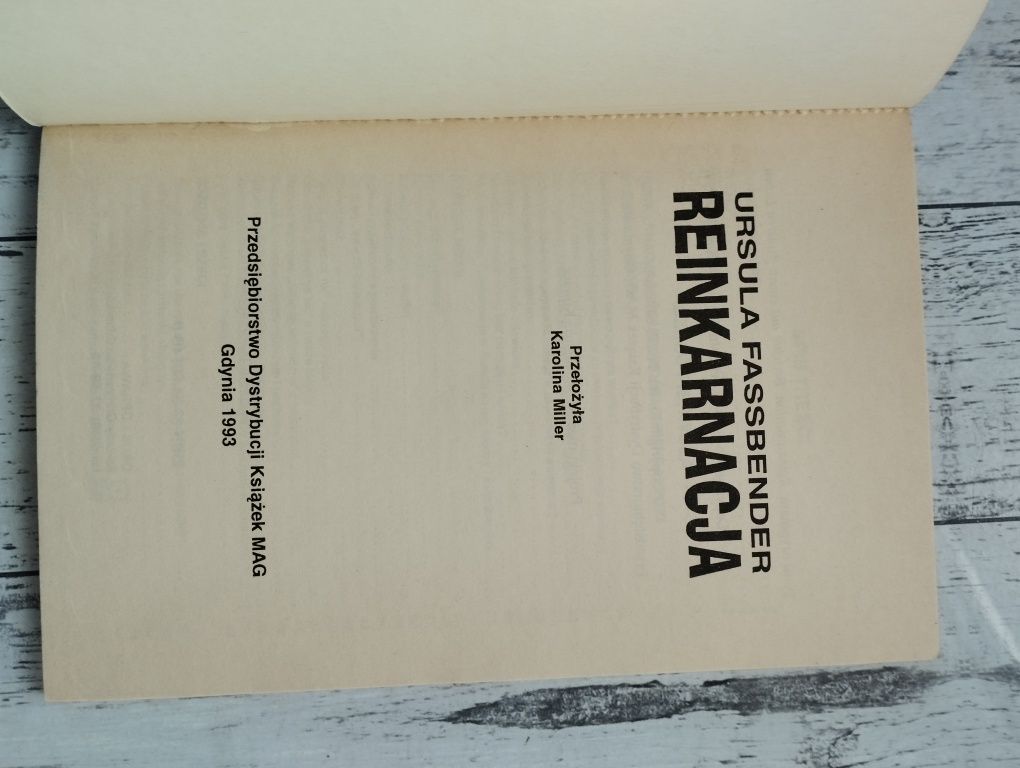 URSULA FASSBENDER
REINKARNACJA
Przełożyła
Karolina Miller
Przedsiębiorstwo Dystrybucji Książek MAG
Gdynia 1993